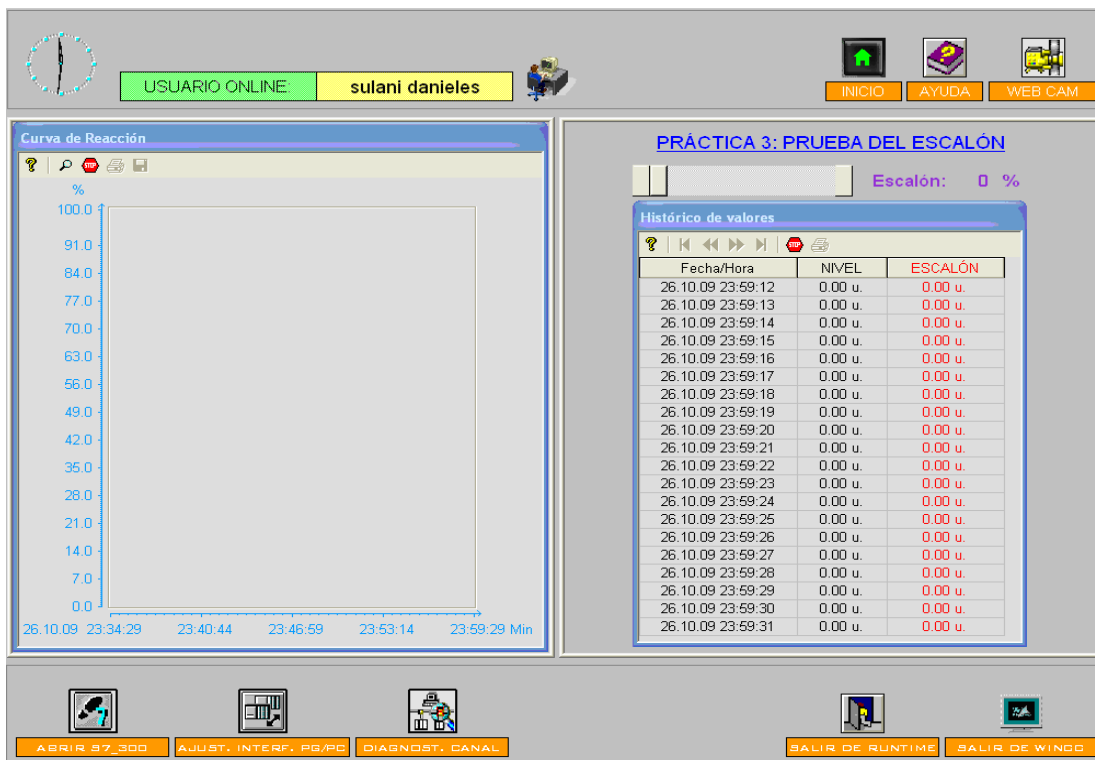 USUARIO ONLINE: sulani danieles
INICIO AYUDA WEB CAM
Curva de Reacción
%
100.0
91.0
84.0
77.0
70.0
63.0
56.0
49.0
42.0
35.0
28.0
21.0
14.0
7.0
0.0
26.10.09 23:34:29 23:40:44 23:46:59 23:53:14 23:59:29 Min
PRÁCTICA 3: PRUEBA DEL ESCALÓN
Escalón: 0 %
Histórico de valores
Fecha/Hora NIVEL ESCALÓN
26.10.09 23:59:12 0.00 u. 0.00 u.
26.10.09 23:59:13 0.00 u. 0.00 u.
26.10.09 23:59:14 0.00 u. 0.00 u.
26.10.09 23:59:15 0.00 u. 0.00 u.
26.10.09 23:59:16 0.00 u. 0.00 u.
26.10.09 23:59:17 0.00 u. 0.00 u.
26.10.09 23:59:18 0.00 u. 0.00 u.
26.10.09 23:59:19 0.00 u. 0.00 u.
26.10.09 23:59:20 0.00 u. 0.00 u.
26.10.09 23:59:21 0.00 u. 0.00 u.
26.10.09 23:59:22 0.00 u. 0.00 u.
26.10.09 23:59:23 0.00 u. 0.00 u.
26.10.09 23:59:24 0.00 u. 0.00 u.
26.10.09 23:59:25 0.00 u. 0.00 u.
26.10.09 23:59:26 0.00 u. 0.00 u.
26.10.09 23:59:27 0.00 u. 0.00 u.
26.10.09 23:59:28 0.00 u. 0.00 u.
26.10.09 23:59:29 0.00 u. 0.00 u.
26.10.09 23:59:30 0.00 u. 0.00 u.
26.10.09 23:59:31 0.00 u. 0.00 u.
ABRIR S7_300 AJUST. INTERF. PG/PC DIAGNOST. CANAL SALIR DE RUNTIME SALIR DE WINCC